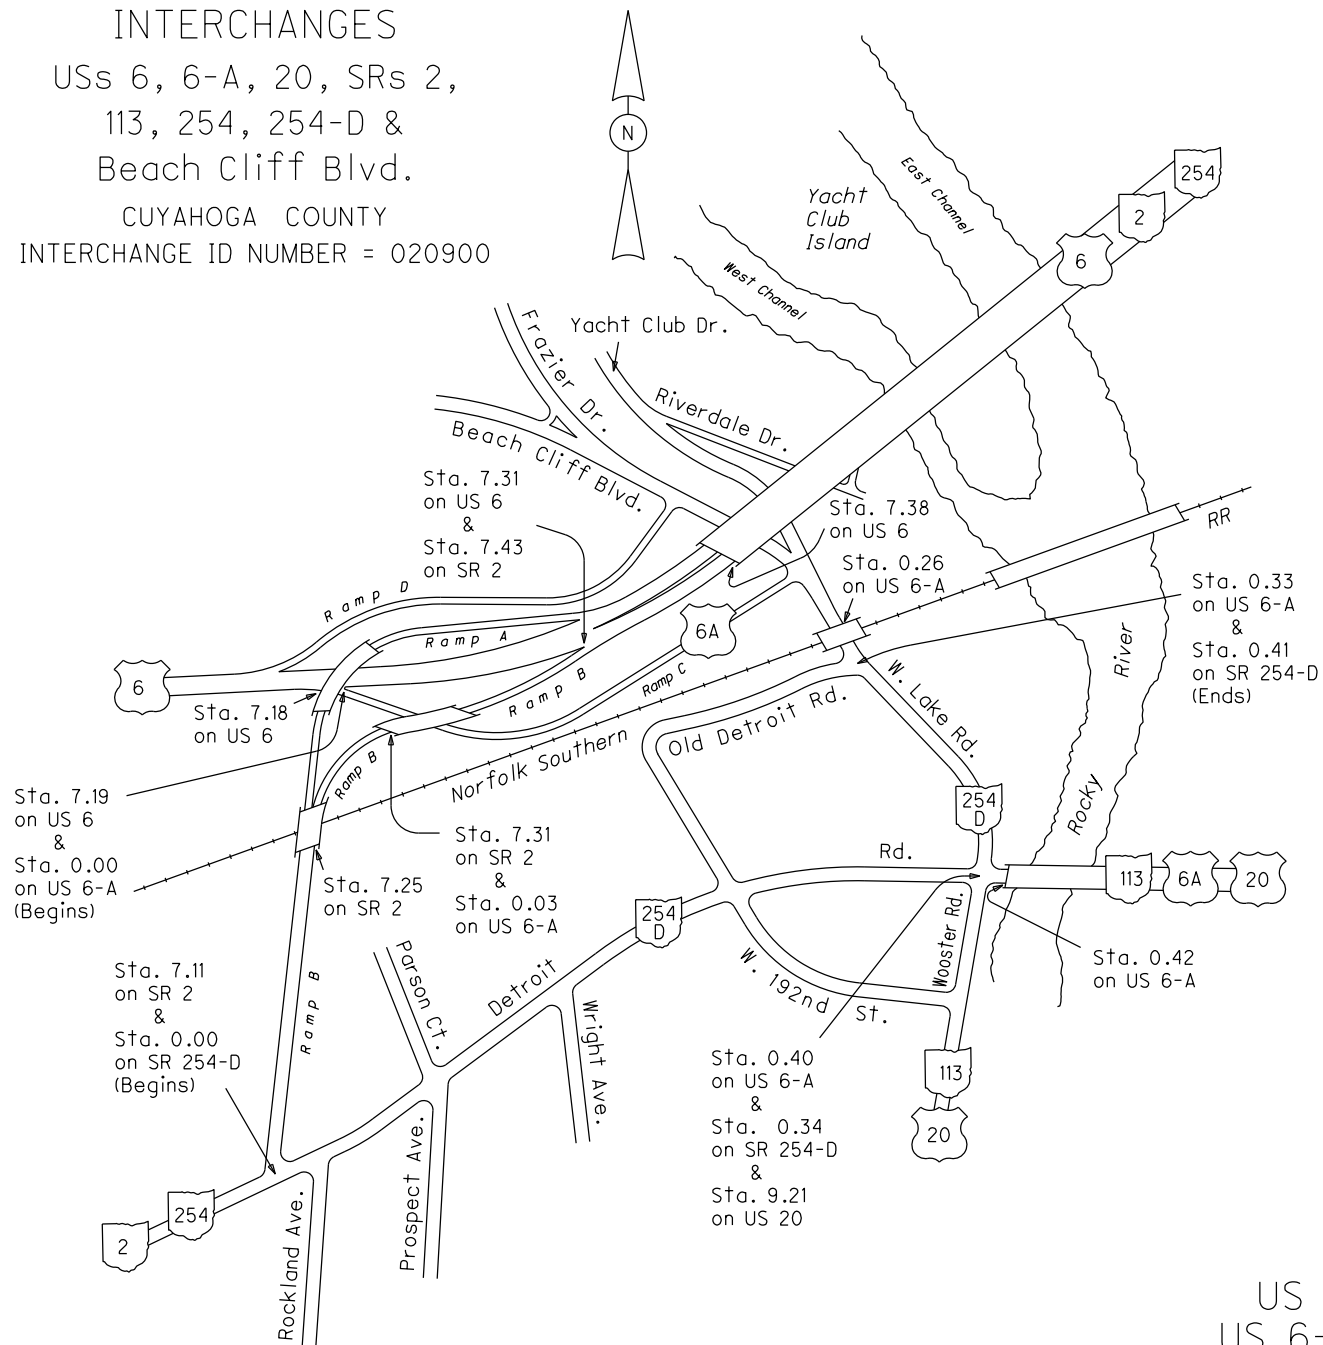 INTERCHANGES
USs 6, 6-A, 20, SRs 2,
113, 254, 254-D &
Beach Cliff Blvd.
CUYAHOGA COUNTY
INTERCHANGE ID NUMBER = 020900
N
254
2
6
East Channel
Yacht
Club
Island
West Channel
Yacht Club Dr.
Frazier Dr.
Riverdale Dr.
Beach Cliff Blvd.
Sta. 7.31
on US 6
&
Sta. 7.43
on SR 2
Sta. 7.38
on US 6
RR
Sta. 0.26
on US 6-A
Sta. 0.33
on US 6-A
&
Sta. 0.41
on SR 254-D
(Ends)
Ramp D
Ramp A
6A
6
Ramp B
Ramp C
River
Sta. 7.18
on US 6
W. Lake Rd.
Old Detroit Rd.
Norfolk Southern
Ramp B
Sta. 7.19
on US 6
&
Sta. 0.00
on US 6-A
(Begins)
254
D
Rocky
Sta. 7.31
on SR 2
&
Sta. 0.03
on US 6-A
Rd.
Sta. 7.25
on SR 2
113
6A
20
254
D
Wooster Rd.
Parson Ct.
Detroit
W. 192nd St.
Sta. 0.42
on US 6-A
Sta. 7.11
on SR 2
&
Sta. 0.00
on SR 254-D
(Begins)
Ramp B
Wright Ave.
Sta. 0.40
on US 6-A
&
Sta. 0.34
on SR 254-D
&
Sta. 9.21
on US 20
113
20
Prospect Ave.
254
2
Rockland Ave.
US
US 6-